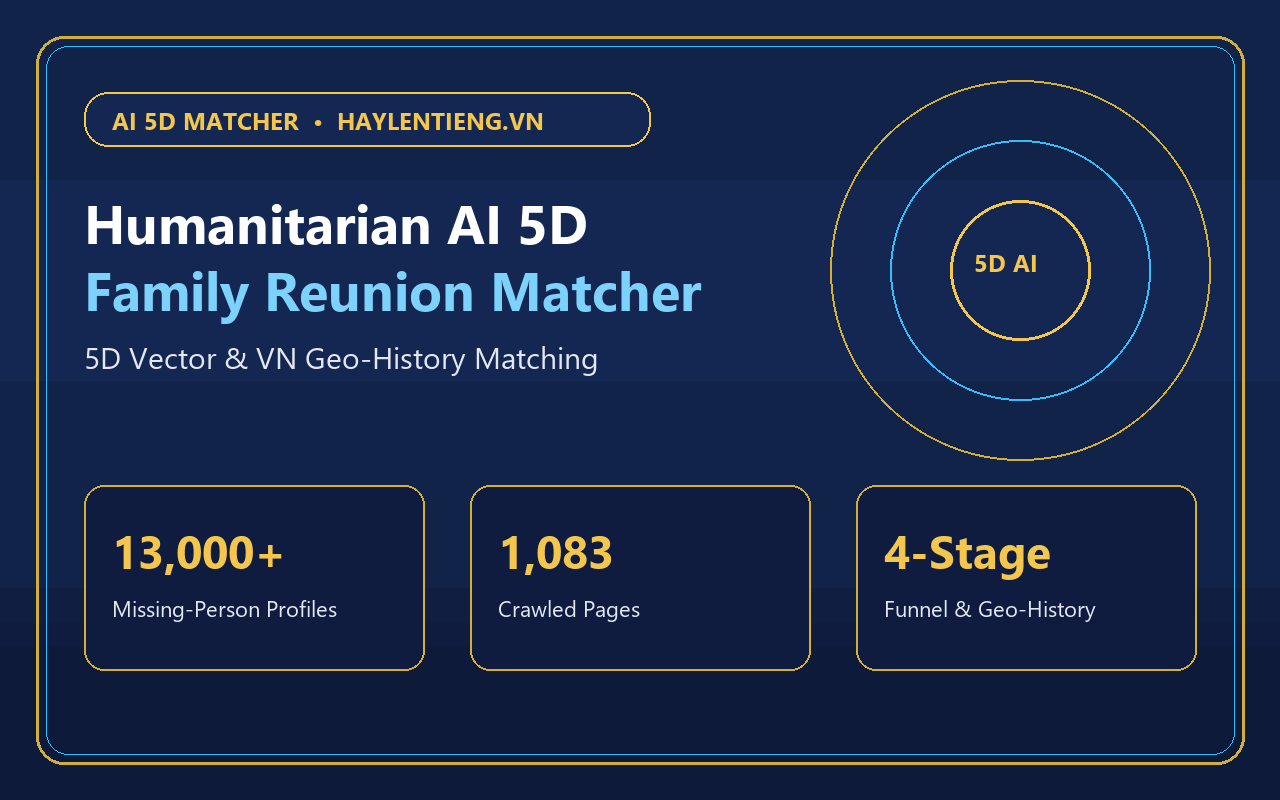 AI 5D MATCHER • HAYLENTIENG.VN
Humanitarian AI 5D
Family Reunion Matcher
5D Vector & VN Geo-History Matching
5D AI
13,000+
Missing-Person Profiles
1,083
Crawled Pages
4-Stage
Funnel & Geo-History